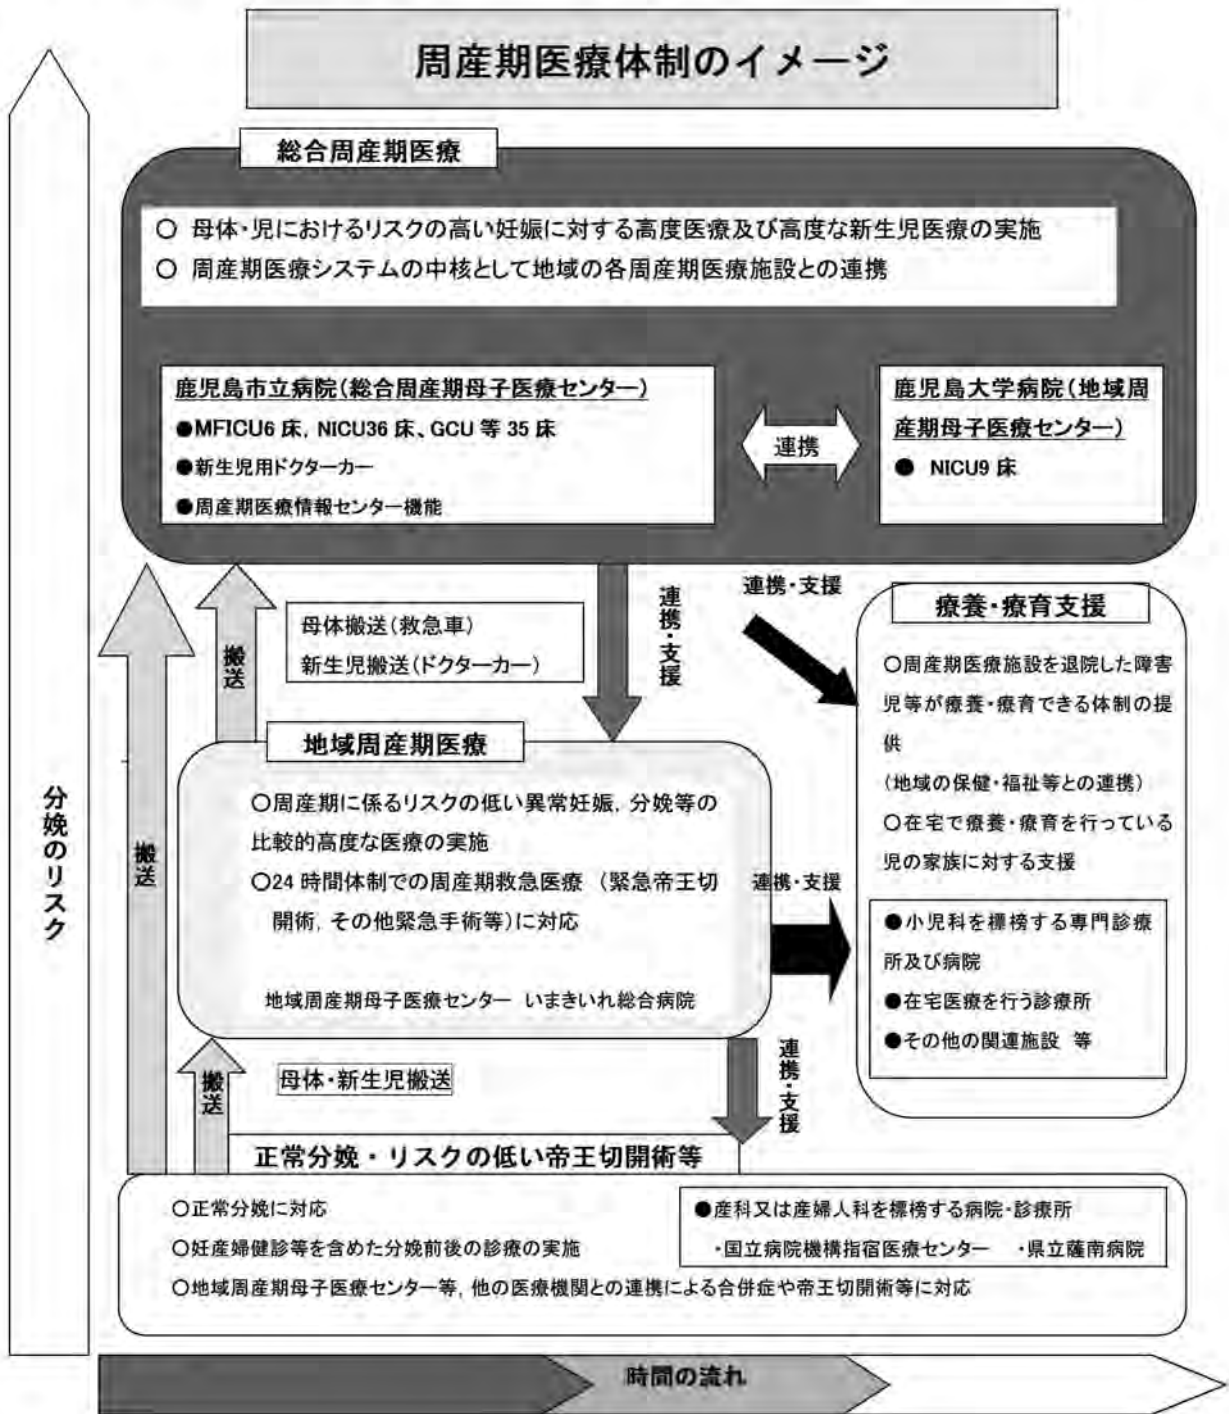 周産期医療体制のイメージ
総合周産期医療
○ 母体・児におけるリスクの高い妊娠に対する高度医療及び高度な新生児医療の実施
○ 周産期医療システムの中核として地域の各周産期医療施設との連携
鹿児島市立病院(総合周産期母子医療センター)
●MFICU6 床, NICU36 床、GCU 等 35 床
●新生児用ドクターカー
●周産期医療情報センター機能
連携
鹿児島大学病院(地域周
産期母子医療センター)
● NICU9 床
搬送
搬送
母体搬送(救急車)
新生児搬送(ドクターカー)
連携・支援
連携・支援
地域周産期医療
○周産期に係るリスクの低い異常妊娠, 分娩等の
比較的高度な医療の実施
○24 時間体制での周産期救急医療 (緊急帝王切
開術, その他緊急手術等)に対応
地域周産期母子医療センター いまきいれ総合病院
連携・支援
療養・療育支援
○周産期医療施設を退院した障害
児等が療養・療育できる体制の提
供
(地域の保健・福祉等との連携)
○在宅で療養・療育を行っている
児の家族に対する支援
●小児科を標榜する専門診療
所及び病院
●在宅医療を行う診療所
●その他の関連施設 等
搬送
母体・新生児搬送
連携・支援
正常分娩・リスクの低い帝王切開術等
○正常分娩に対応
○妊産婦健診等を含めた分娩前後の診療の実施
○地域周産期母子医療センター等, 他の医療機関との連携による合併症や帝王切開術等に対応
●産科又は産婦人科を標榜する病院・診療所
・国立病院機構指宿医療センター ・県立薩南病院
分娩のリスク
時間の流れ